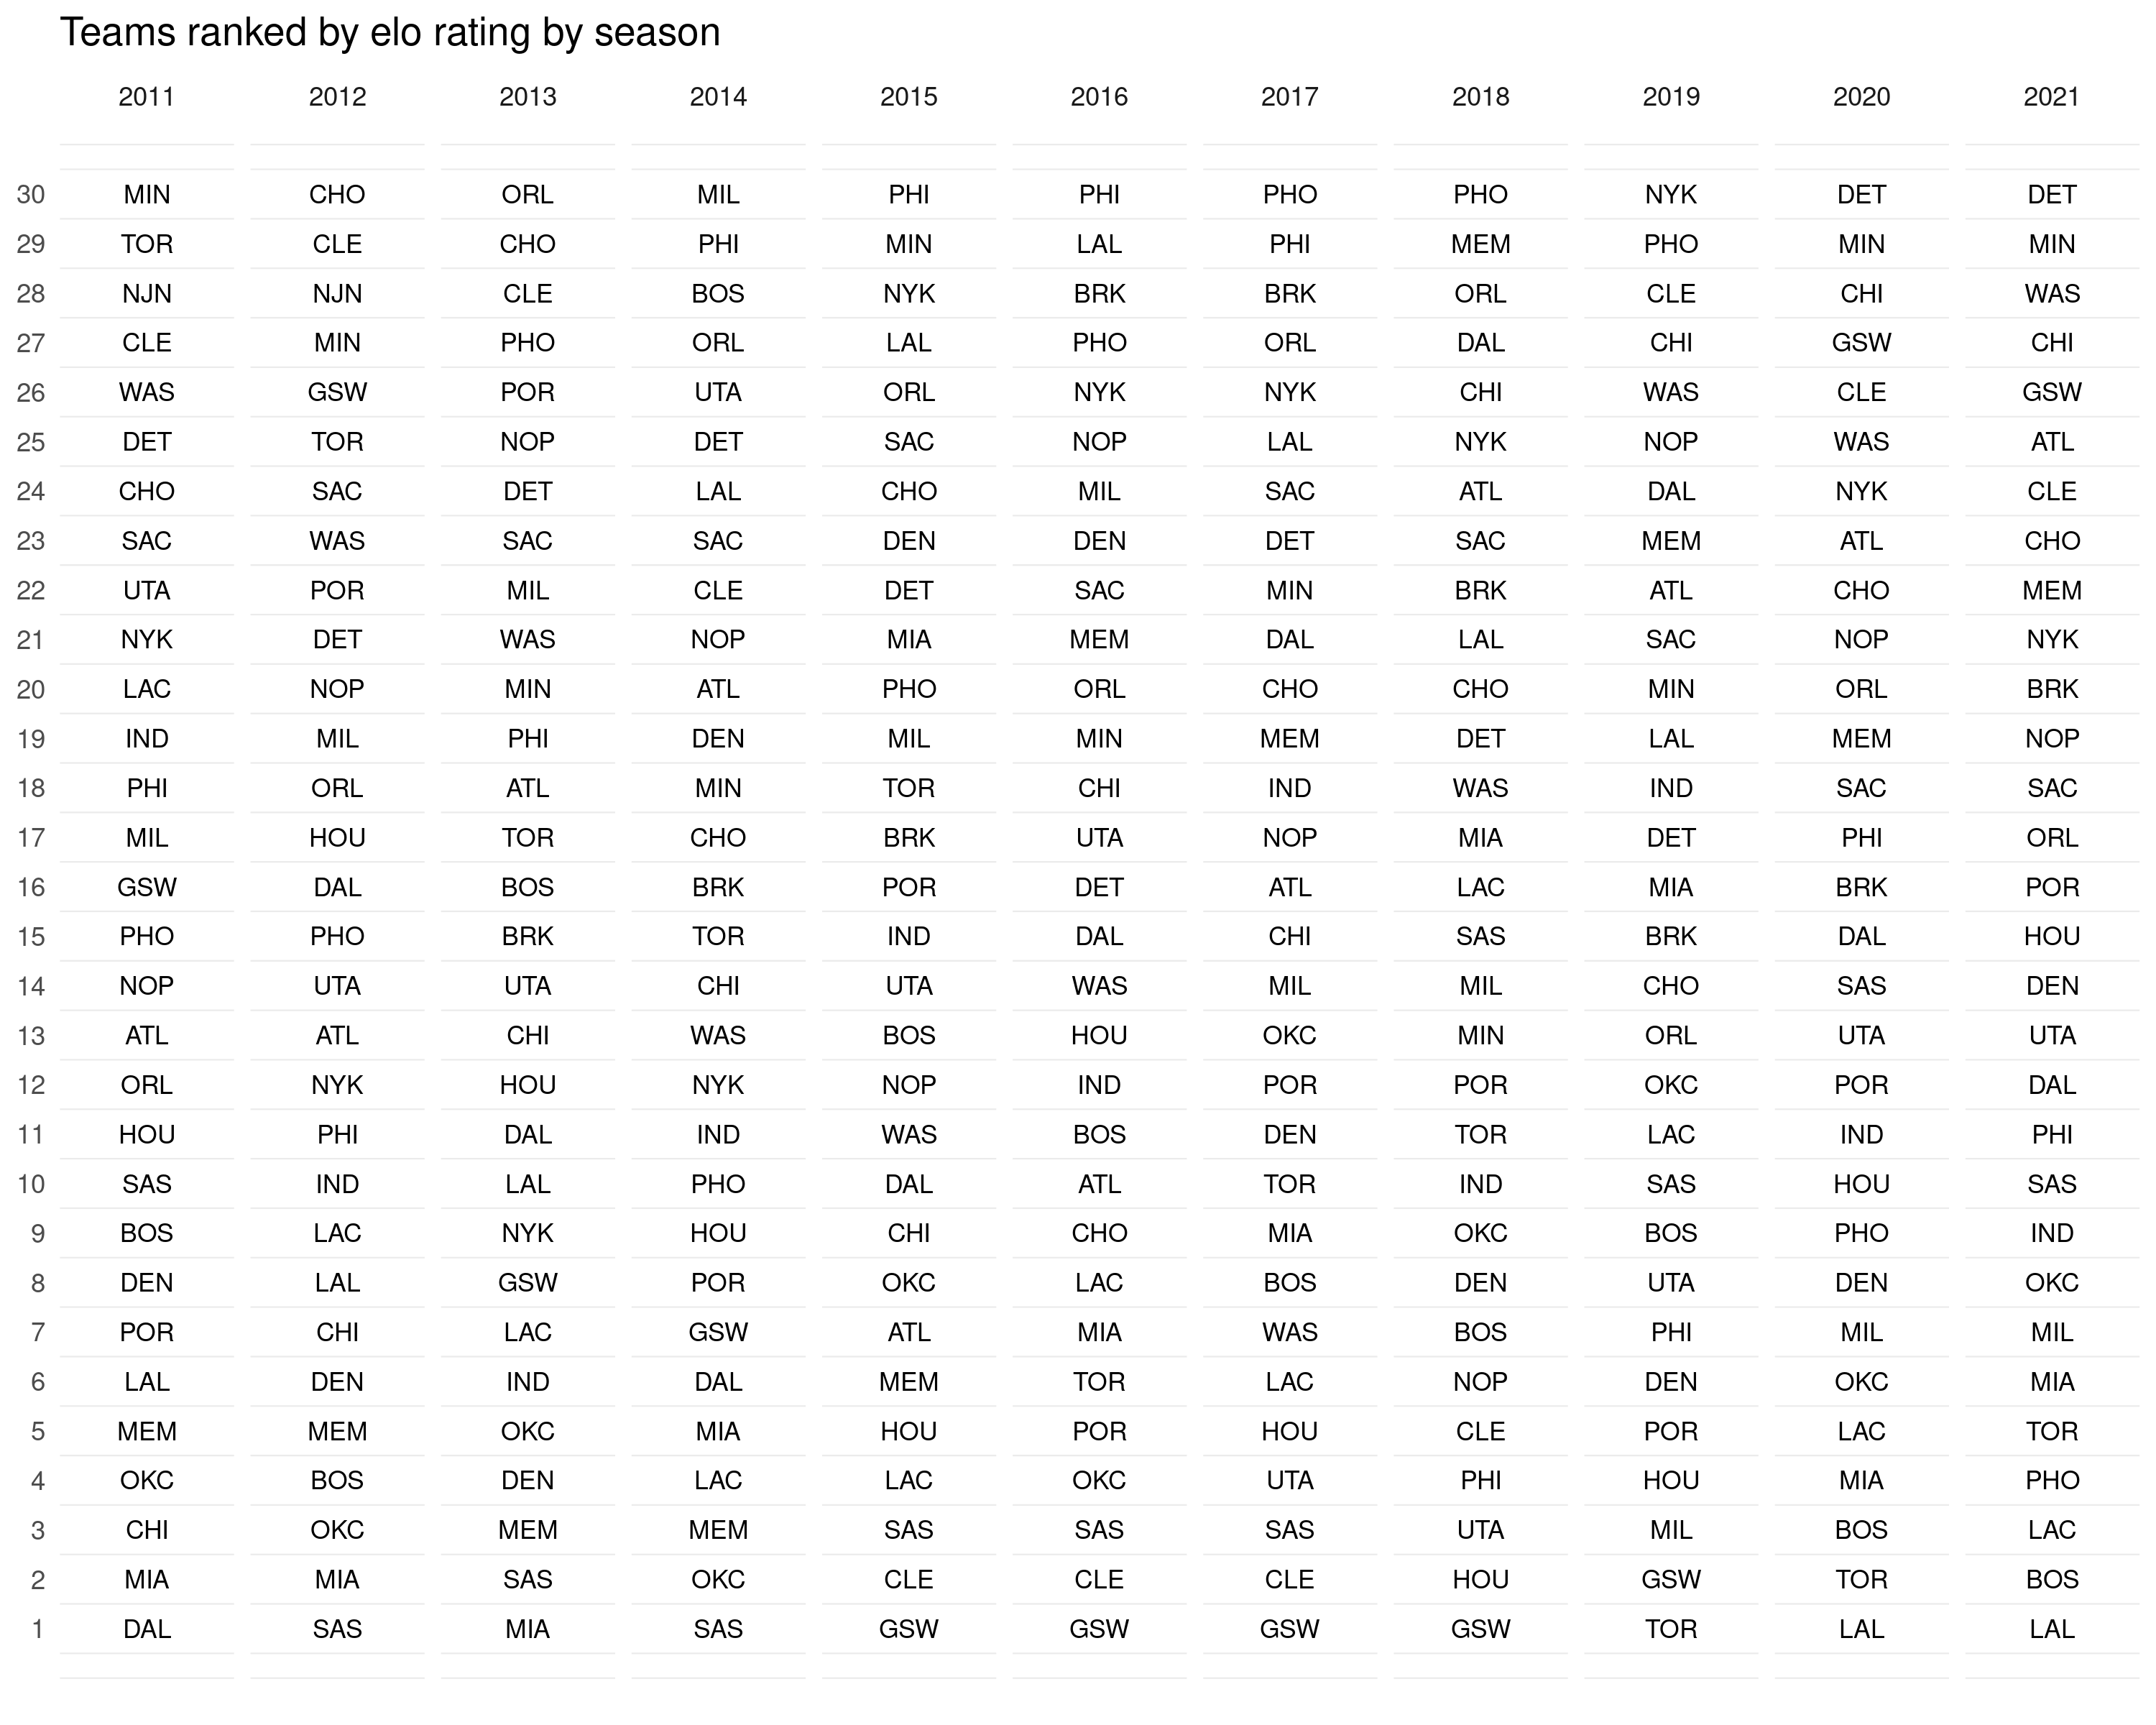 Teams ranked by elo rating by season
2011 2012 2013 2014 2015 2016 2017 2018 2019 2020 2021
30 MIN CHO ORL MIL PHI PHI PHO PHO NYK DET DET
29 TOR CLE CHO PHI MIN LAL PHI MEM PHO MIN MIN
28 NJN NJN CLE BOS NYK BRK BRK ORL CLE CHI WAS
27 CLE MIN PHO ORL LAL PHO ORL DAL CHI GSW CHI
26 WAS GSW POR UTA ORL NYK NYK CHI WAS CLE GSW
25 DET TOR NOP DET SAC NOP LAL NYK NOP WAS ATL
24 CHO SAC DET LAL CHO MIL SAC ATL DAL NYK CLE
23 SAC WAS SAC SAC DEN DEN DET SAC MEM ATL CHO
22 UTA POR MIL CLE DET SAC MIN BRK ATL CHO MEM
21 NYK DET WAS NOP MIA MEM DAL LAL SAC NOP NYK
20 LAC NOP MIN ATL PHO ORL CHO CHO MIN ORL BRK
19 IND MIL PHI DEN MIL MIN MEM DET LAL MEM NOP
18 PHI ORL ATL MIN TOR CHI IND WAS IND SAC SAC
17 MIL HOU TOR CHO BRK UTA NOP MIA DET PHI ORL
16 GSW DAL BOS BRK POR DET ATL LAC MIA BRK POR
15 PHO PHO BRK TOR IND DAL CHI SAS BRK DAL HOU
14 NOP UTA UTA CHI UTA WAS MIL MIL CHO SAS DEN
13 ATL ATL CHI WAS BOS HOU OKC MIN ORL UTA UTA
12 ORL NYK HOU NYK NOP IND POR POR OKC POR DAL
11 HOU PHI DAL IND WAS BOS DEN TOR LAC IND PHI
10 SAS IND LAL PHO DAL ATL TOR IND SAS HOU SAS
9 BOS LAC NYK HOU CHI CHO MIA OKC BOS PHO IND
8 DEN LAL GSW POR OKC LAC BOS DEN UTA DEN OKC
7 POR CHI LAC GSW ATL MIA WAS BOS PHI MIL MIL
6 LAL DEN IND DAL MEM TOR LAC NOP DEN OKC MIA
5 MEM MEM OKC MIA HOU POR HOU CLE POR LAC TOR
4 OKC BOS DEN LAC LAC OKC UTA PHI HOU MIA PHO
3 CHI OKC MEM MEM SAS SAS SAS UTA MIL BOS LAC
2 MIA MIA SAS OKC CLE CLE CLE HOU GSW TOR BOS
1 DAL SAS MIA SAS GSW GSW GSW GSW TOR LAL LAL